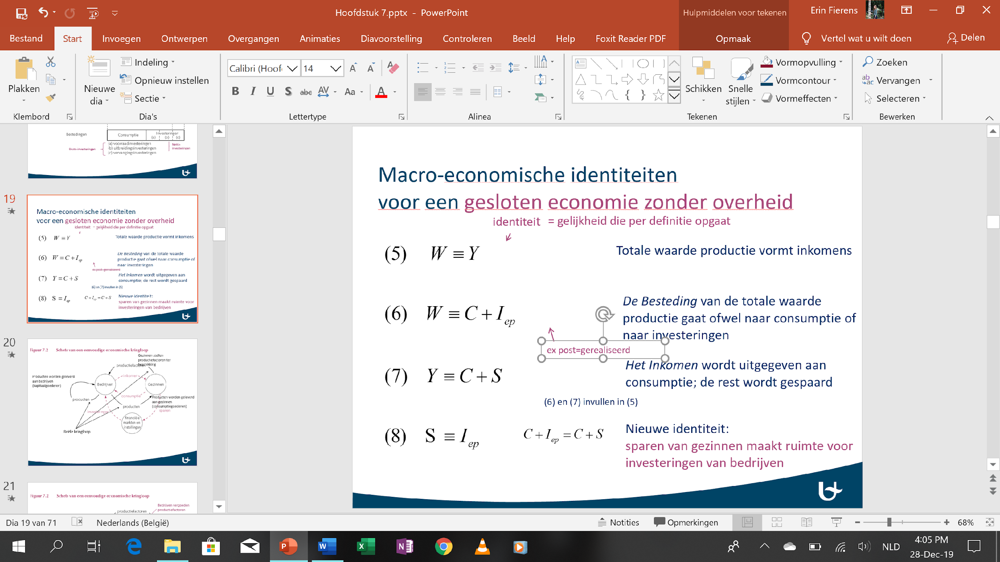 Hoofdstuk 7.pptx - PowerPoint
Hulpmiddelen voor tekenen
Erin Fierens
Bestand
Start
Invoegen
Ontwerpen
Overgangen
Animaties
Diavoorstelling
Controleren
Beeld
Help
Foxit Reader PDF
Opmaak
Vertel wat u wilt doen
Delen
Plakken
Klembord
Nieuwe dia
Indeling
Opnieuw instellen
Sectie
Dia's
Calibri (Hoof
14
Lettertype
Alinea
Schikken
Snelle stijlen
Vormopvulling
Vormcontour
Vormeffecten
Tekenen
Zoeken
Vervangen
Selecteren
Bewerken
Bestedingen
Consumptie
Investeringen
(a) (b) (c)
Bruto-investeringen
(a) voorraadinvesteringen
(b) uitbreidingsinvesteringen
(c) vervangingsinvesteringen
Netto-
investeringen
19
Macro-economische identiteiten
voor een gesloten economie zonder overheid
identiteit = gelijkheid die per definitie opgaat
(5) W ≡ Y
Totale waarde productie vormt inkomens
(6) W ≡ C + I ep
De Besteding van de totale waarde
productie gaat ofwel naar consumptie of
naar investeringen
ex post=gerealiseerd
(7) Y ≡ C + S
Het Inkomen wordt uitgegeven aan
consumptie; de rest wordt gespaard
(6) en (7) invullen in (5)
(8) S ≡ I ep
C + I ep = C + S
Nieuwe identiteit:
sparen van gezinnen maakt ruimte voor
investeringen van bedrijven
20
Figuur 7.2 Schets van een eenvoudige economische kringloop
Gezinnen stellen
productiefactoren ter
beschikking
productiefactoren
Producten worden geleverd
aan bedrijven
(kapitaalgoederen)
inkomen
Bedrijven
Gezinnen
consumptie
Producten worden geleverd
aan gezinnen
(consumptiegoederen)
producten
producten
sparen
investeringen
financiële
markten en
instellingen
Reële kringloop
21
Figuur 7.2 Schets van een eenvoudige economische kringloop
Bedrijven vergoeden
productiefactoren
productiefactoren
Macro-economische identiteiten
voor een gesloten economie zonder overheid
identiteit = gelijkheid die per definitie opgaat
(5) W ≡ Y
Totale waarde productie vormt inkomens
(6) W ≡ C + I ep
De Besteding van de totale waarde
productie gaat ofwel naar consumptie of
naar investeringen
ex post=gerealiseerd
(7) Y ≡ C + S
Het Inkomen wordt uitgegeven aan
consumptie; de rest wordt gespaard
(6) en (7) invullen in (5)
(8) S ≡ I ep
C + I ep = C + S
Nieuwe identiteit:
sparen van gezinnen maakt ruimte voor
investeringen van bedrijven
Dia 19 van 71
Nederlands (België)
Notities
Opmerkingen
68%
NLD
4:05 PM
28-Dec-19